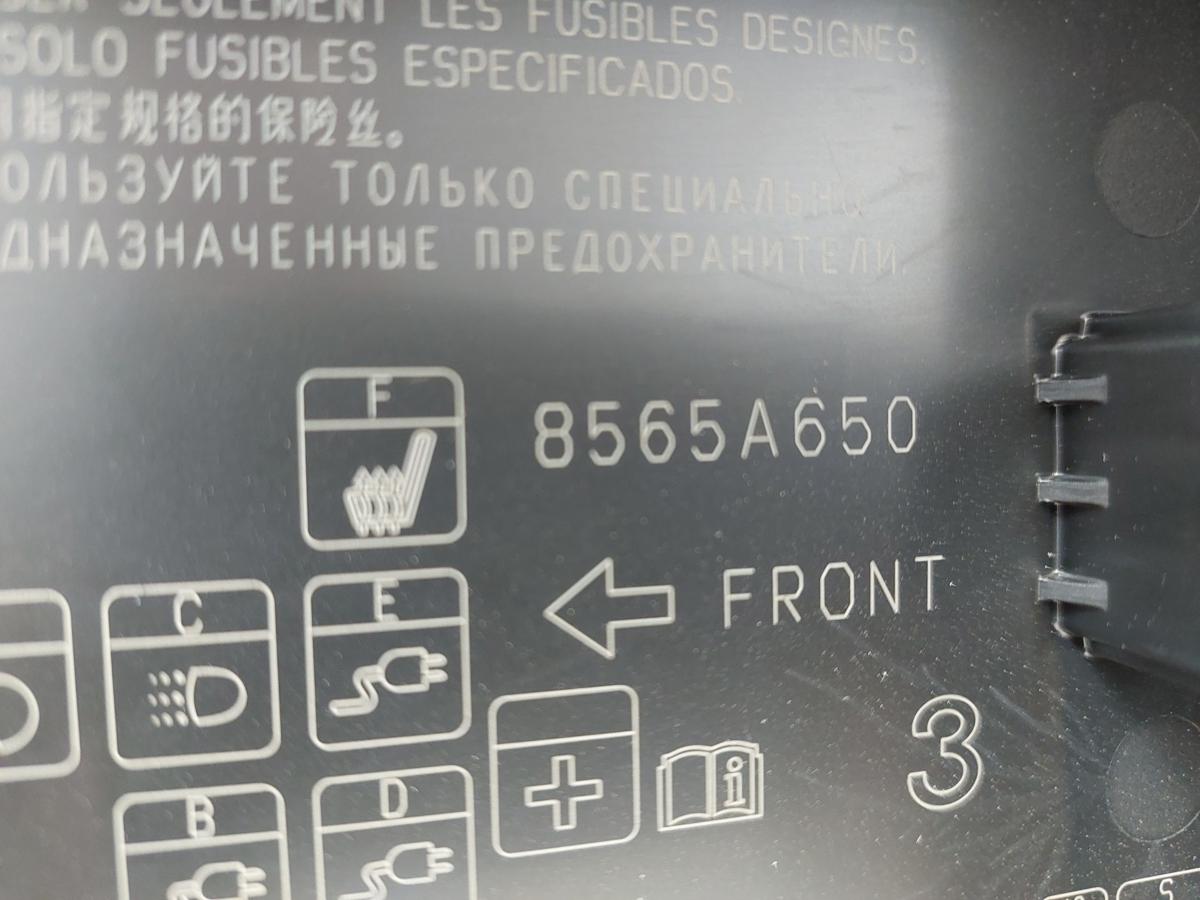 SEULEMENT LES FUSIBLES DESIGNES.
SOLO FUSIBLES ESPECIFICADOS.
指定规格的保险丝。
ОЛЬЗУЙТЕ ТОЛЬКО СПЕЦИАЛЬНО
ДНАЗНАЧЕННЫЕ ПРЕДОХРАНИТЕЛИ.
F
8565A650
C
E
FRONT
B
D
+
i
3
S